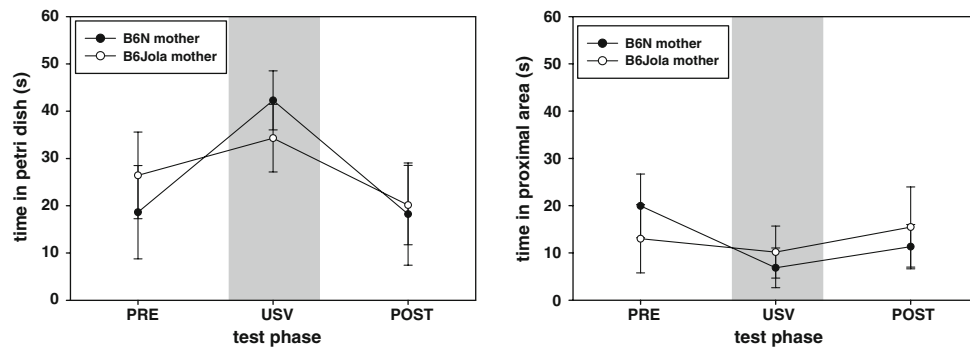 time in petri dish (s)
60
50
40
30
20
10
0
B6N mother
B6Jola mother
PRE USV POST
test phase
time in proximal area (s)
60
50
40
30
20
10
0
B6N mother
B6Jola mother
PRE USV POST
test phase